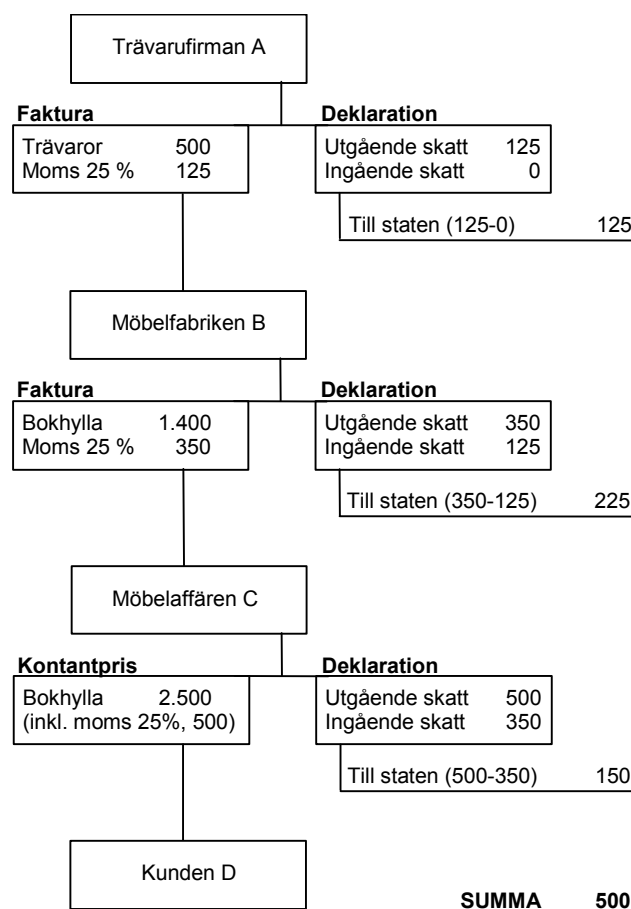 Trävarufirman A
Faktura
Trävaror 500
Moms 25 % 125
Deklaration
Utgående skatt 125
Ingående skatt 0
Till staten (125-0) 125
Möbelfabriken B
Faktura
Bokhylla 1.400
Moms 25 % 350
Deklaration
Utgående skatt 350
Ingående skatt 125
Till staten (350-125) 225
Möbelaffären C
Kontantpris
Bokhylla 2.500
(inkl. moms 25%, 500)
Deklaration
Utgående skatt 500
Ingående skatt 350
Till staten (500-350) 150
Kunden D
SUMMA 500